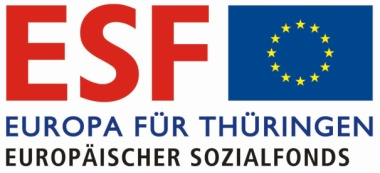 ESF
EUROPA FÜR THÜRINGEN
EUROPÄISCHER SOZIALFONDS